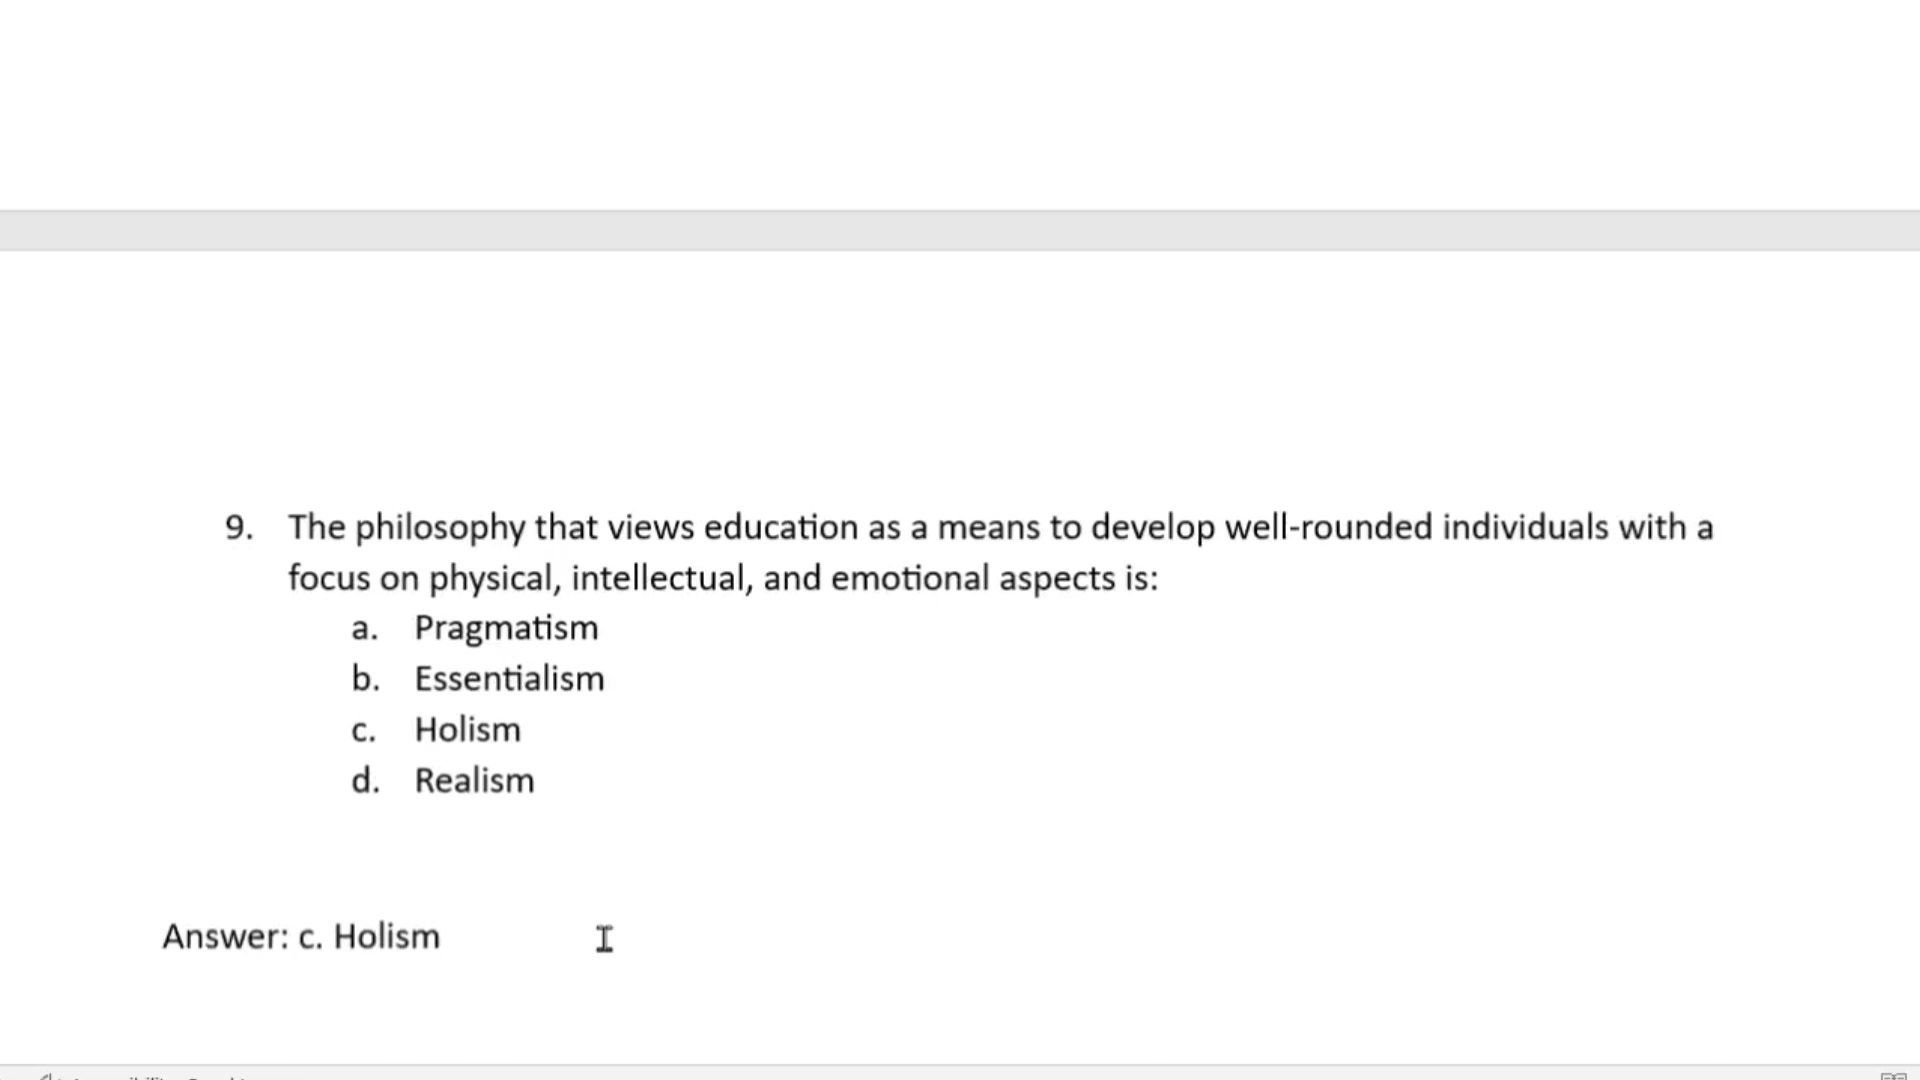 9. The philosophy that views education as a means to develop well-rounded individuals with a
focus on physical, intellectual, and emotional aspects is:
a. Pragmatism
b. Essentialism
c. Holism
d. Realism
Answer: c. Holism